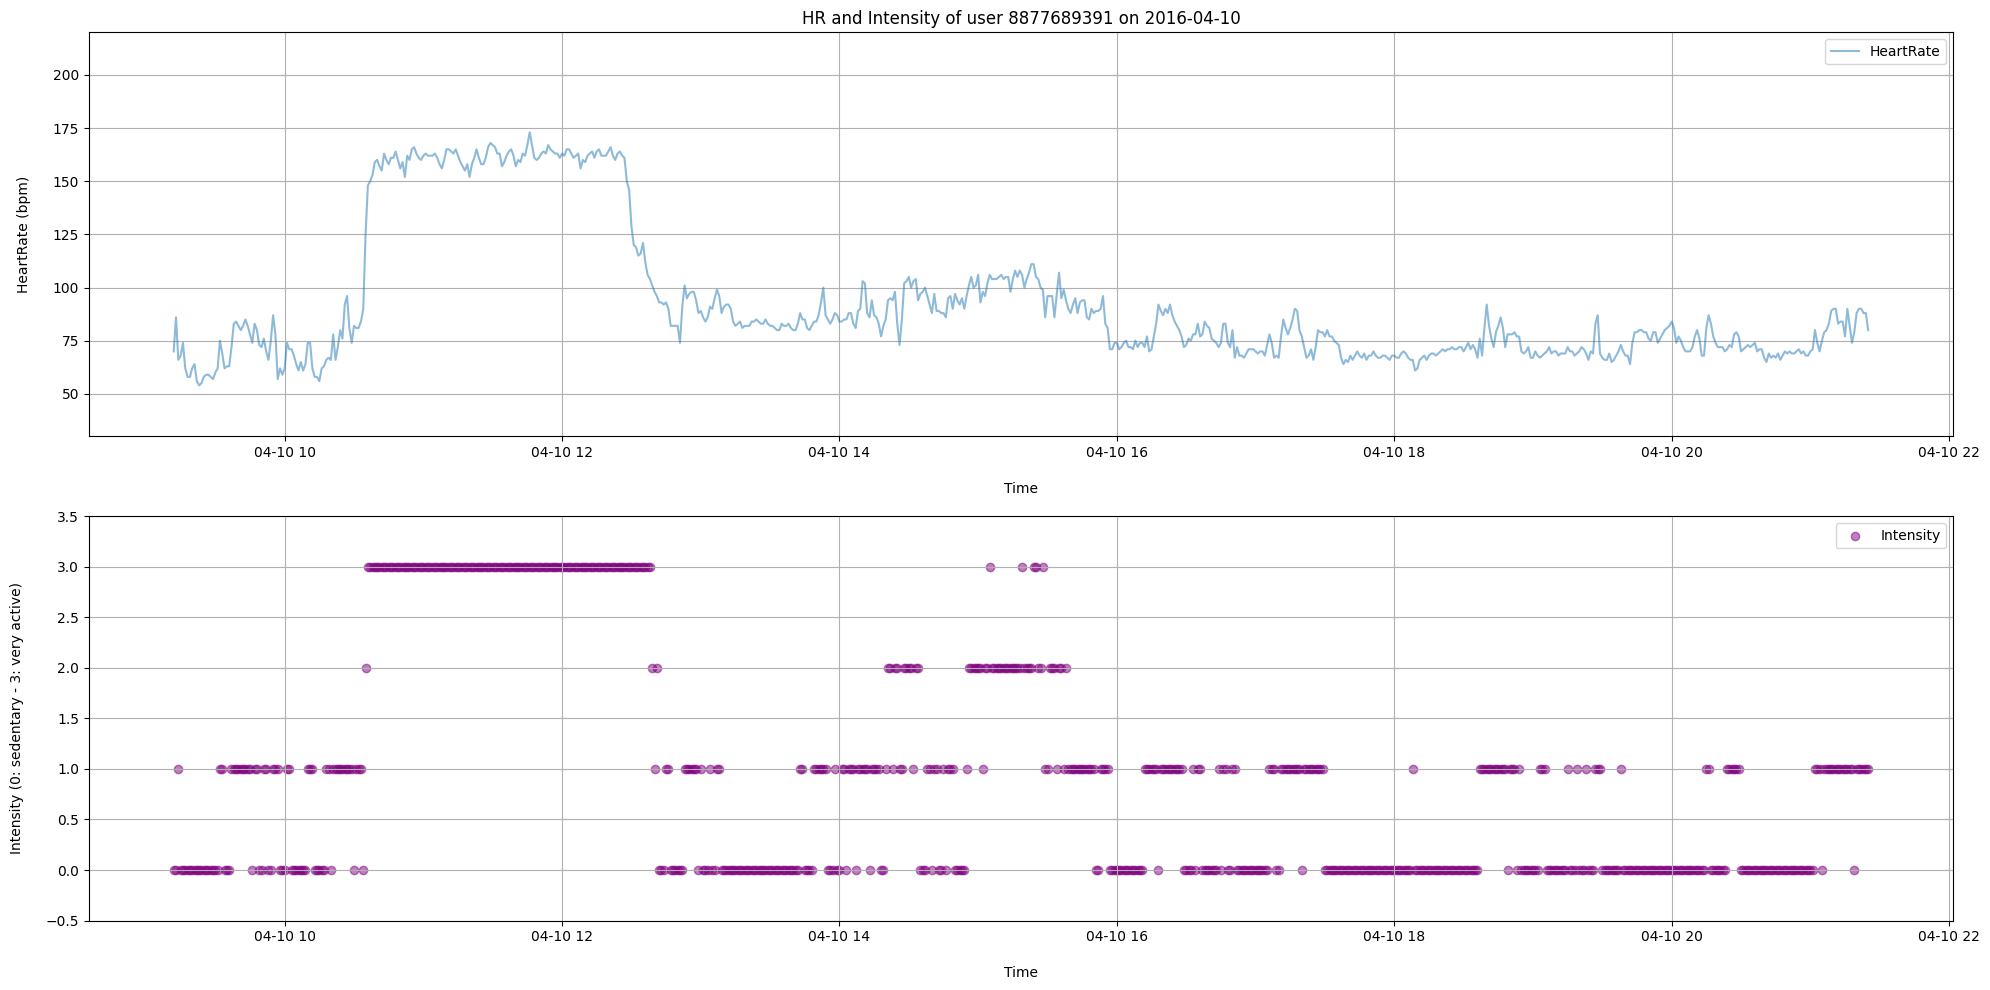 HR and Intensity of user 8877689391 on 2016-04-10
HeartRate
200
175
150
125
100
75
50
HeartRate (bpm)
04-10 10 04-10 12 04-10 14 04-10 16 04-10 18 04-10 20 04-10 22
Time
Intensity
3.5
3.0
2.5
2.0
1.5
1.0
0.5
0.0
−0.5
Intensity (0: sedentary - 3: very active)
04-10 10 04-10 12 04-10 14 04-10 16 04-10 18 04-10 20 04-10 22
Time